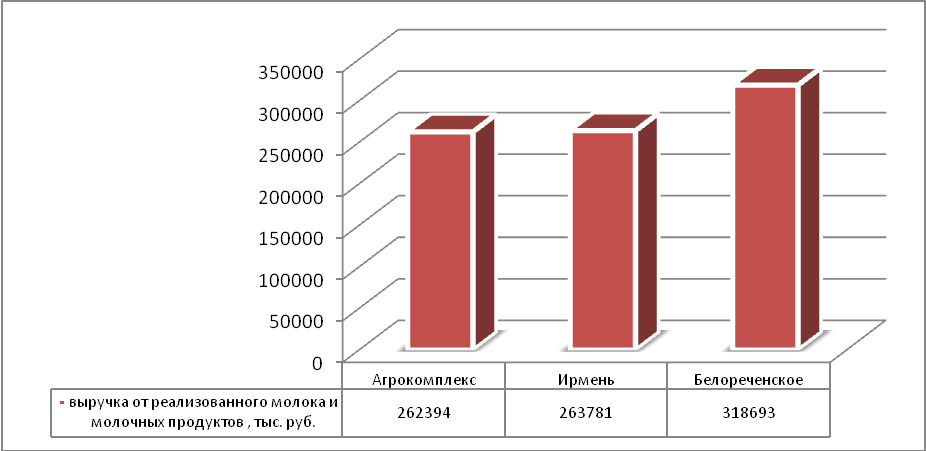 350000
300000
250000
200000
150000
100000
50000
0
Агрокомплекс Ирмень Белореченское
выручка от реализованного молока и
молочных продуктов , тыс. руб. 262394 263781 318693